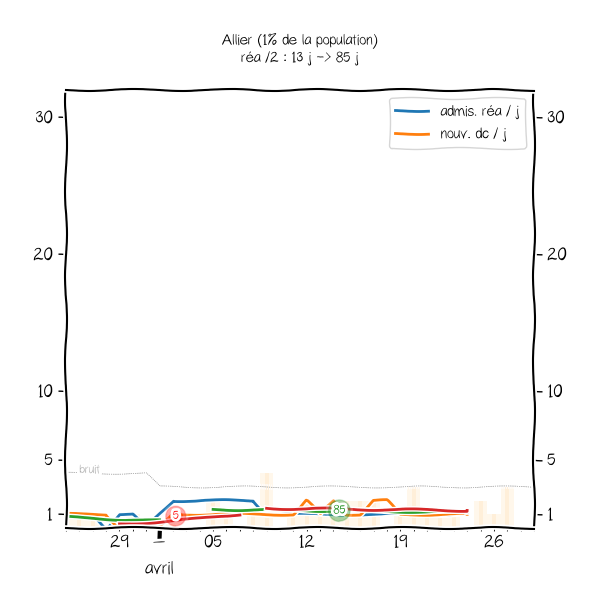 Allier (1% de la population)
réa /2 : 13 j -> 85 j
admis. réa / j
nouv. dc / j
30
30
20
20
10
10
5
5
bruit
1
1
5
85
29
05
12
19
26
avril